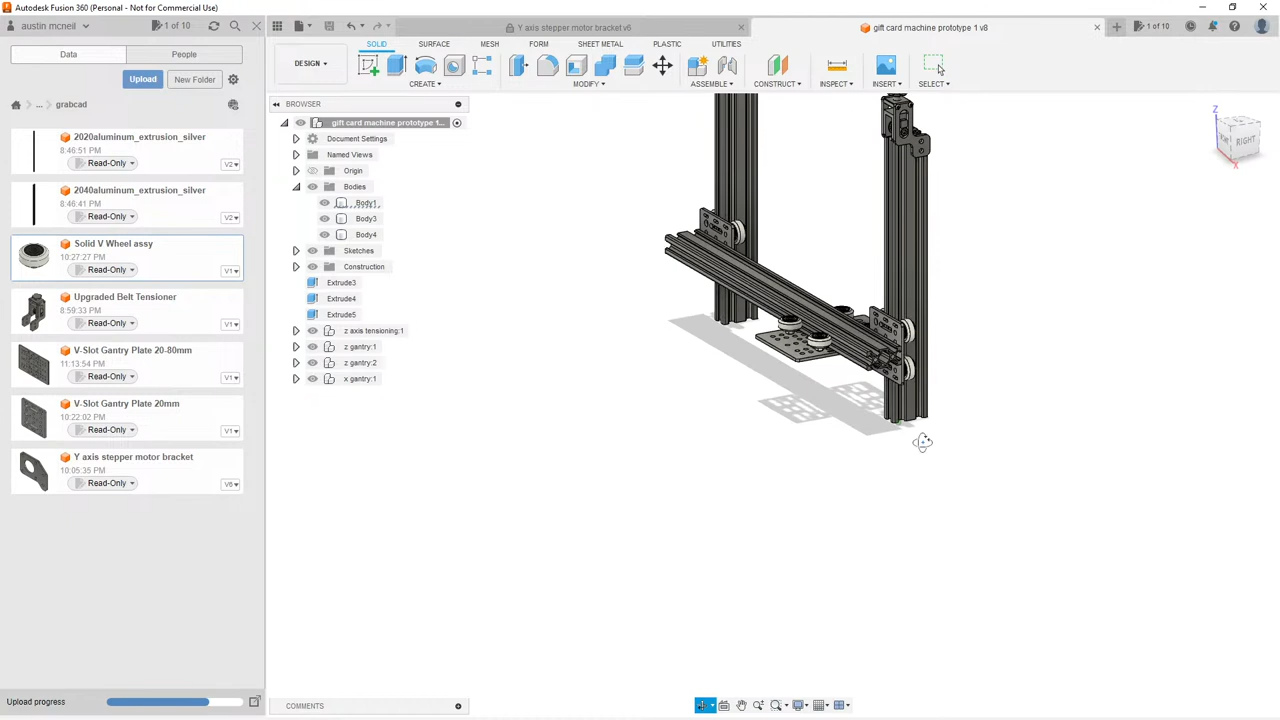 Autodesk Fusion 360 (Personal - Not for Commercial Use)
austin mcneil
1 of 10
Y axis stepper motor bracket v6
gift card machine prototype 1 v8
1 of 10
Data
People
Upload
New Folder
... grabcad
2020aluminum_extrusion_silver
8:46:51 PM
Read-Only
V2
2040aluminum_extrusion_silver
8:46:41 PM
Read-Only
V2
Solid V Wheel assy
10:27:27 PM
Read-Only
V1
Upgraded Belt Tensioner
8:59:33 PM
Read-Only
V1
V-Slot Gantry Plate 20-80mm
11:13:54 PM
Read-Only
V1
V-Slot Gantry Plate 20mm
10:22:02 PM
Read-Only
V1
Y axis stepper motor bracket
10:05:35 PM
Read-Only
V6
Upload progress
DESIGN
SOLID
SURFACE
MESH
FORM
SHEET METAL
PLASTIC
UTILITIES
CREATE
MODIFY
ASSEMBLE
CONSTRUCT
INSPECT
INSERT
SELECT
BROWSER
gift card machine prototype 1...
Document Settings
Named Views
Origin
Bodies
Body1
Body3
Body4
Sketches
Construction
Extrude3
Extrude4
Extrude5
z axis tensioning:1
z gantry:1
z gantry:2
x gantry:1
Z
RIGHT
X
COMMENTS